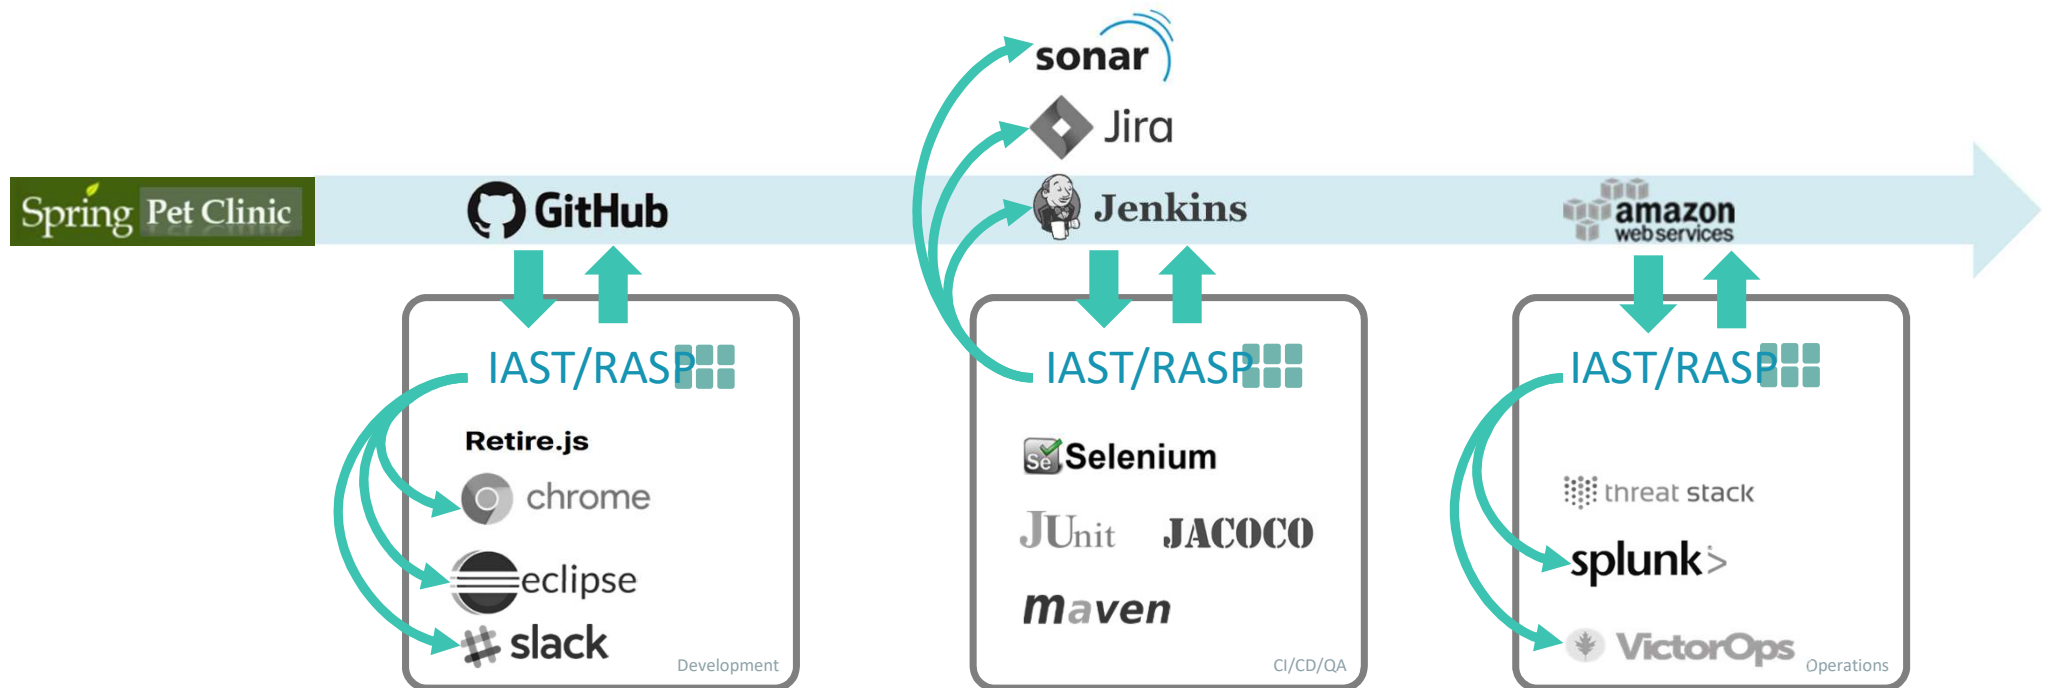 sonar
Jira
Spring Pet Clinic
GitHub
Jenkins
amazon
webservices
IAST/RASP
Retire.js
chrome
eclipse
slack
Development
IAST/RASP
Se Selenium
JUnit JACOCO
maven
CI/CD/QA
IAST/RASP
threat stack
splunk>
VictorOps
Operations